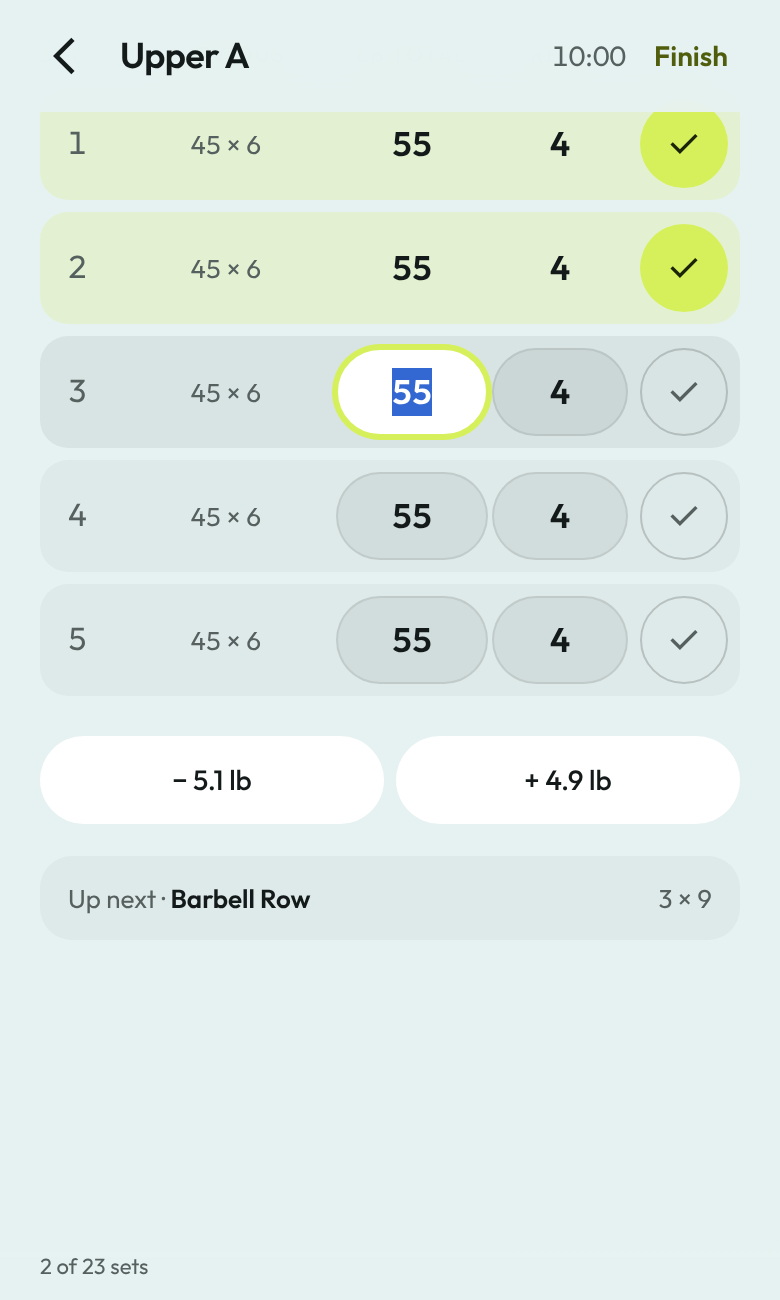 Upper A 10:00 Finish
1 45 × 6 55 4
2 45 × 6 55 4
3 45 × 6 55 4
4 45 × 6 55 4
5 45 × 6 55 4
− 5.1 lb + 4.9 lb
Up next · Barbell Row 3 × 9
2 of 23 sets